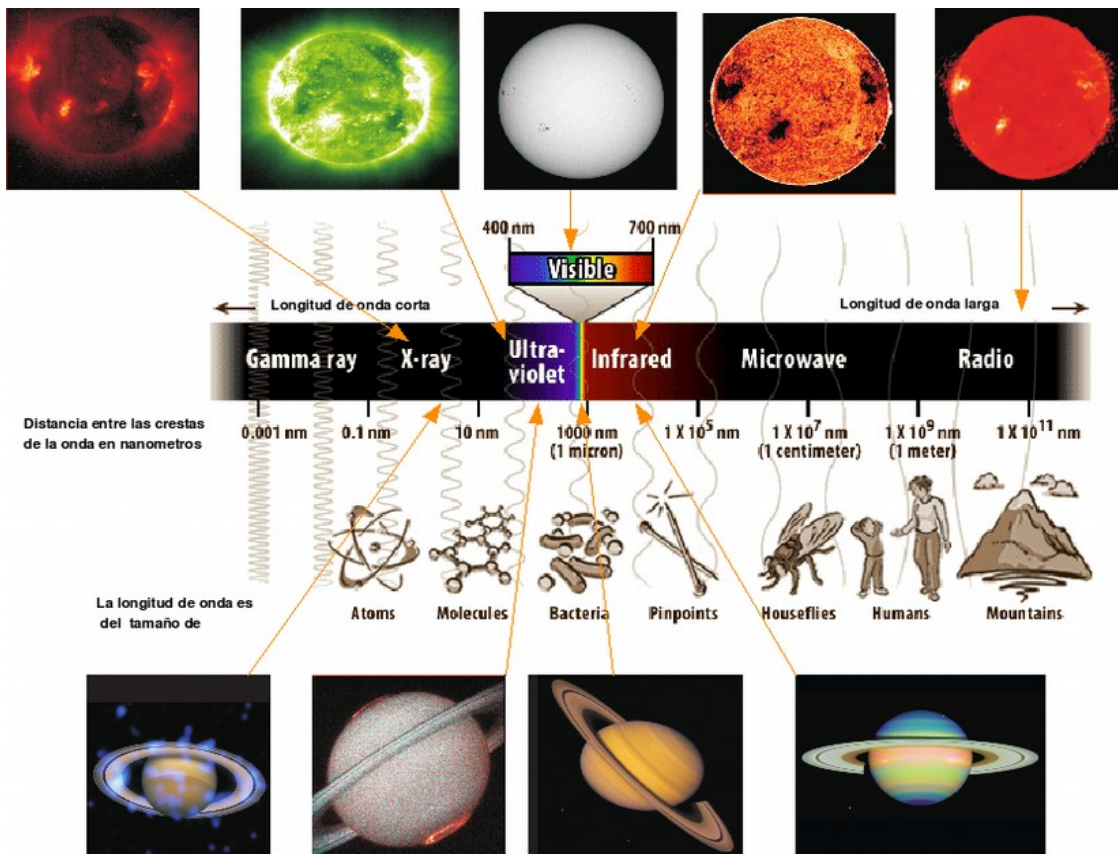 400 nm 700 nm
Visible
Longitud de onda corta Longitud de onda larga
Gamma ray X-ray Ultra- Infrared Microwave Radio
violet
Distancia entre las crestas
de la onda en nanometros
0.001 nm 0.1 nm 10 nm 1000 nm 1 X 10⁵ nm 1 X 10⁷ nm 1 X 10⁹ nm 1 X 10¹¹ nm
(1 micron) (1 centimeter) (1 meter)
La longitud de onda es
del tamaño de
Atoms Molecules Bacteria Pinpoints Houseflies Humans Mountains